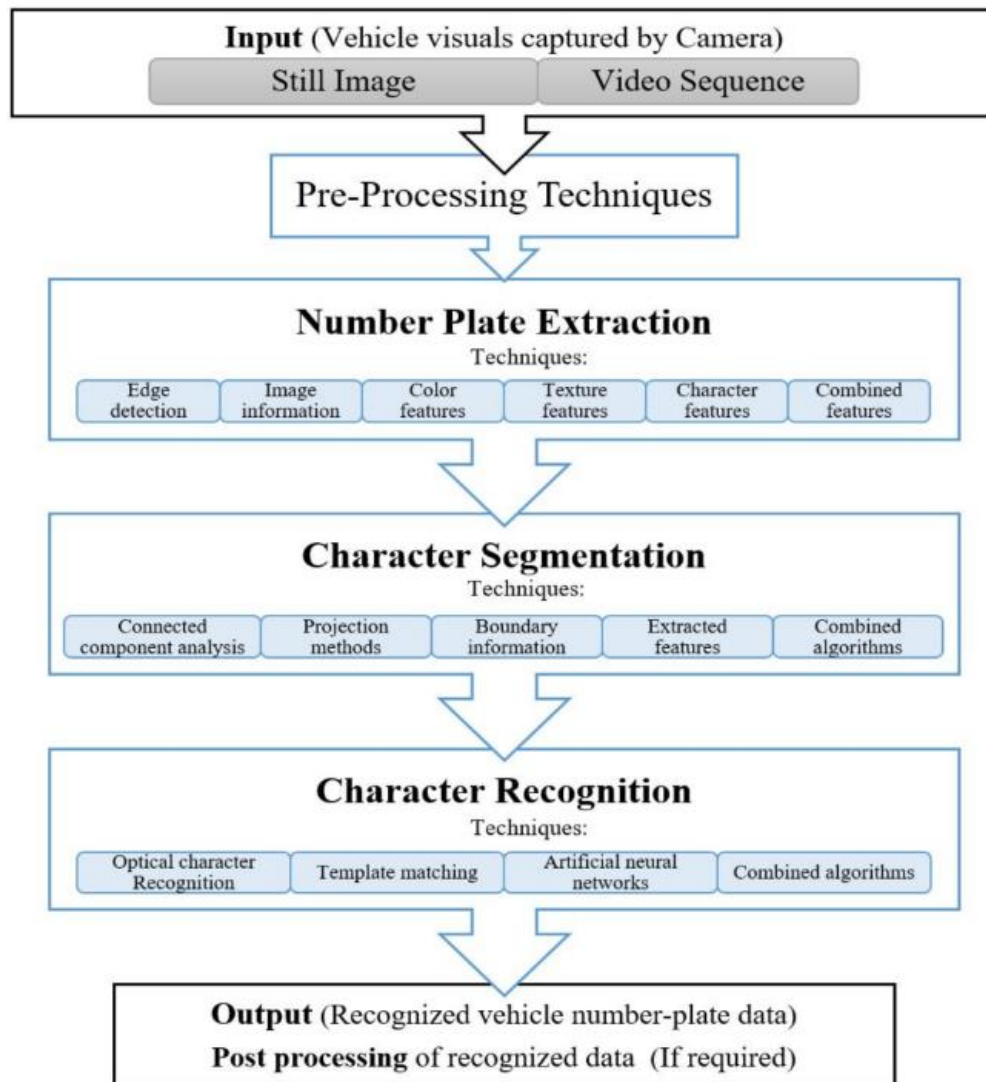 Input (Vehicle visuals captured by Camera)
Still Image
Video Sequence
Pre-Processing Techniques
Number Plate Extraction
Techniques:
Edge
detection
Image
information
Color
features
Texture
features
Character
features
Combined
features
Character Segmentation
Techniques:
Connected
component analysis
Projection
methods
Boundary
information
Extracted
features
Combined
algorithms
Character Recognition
Techniques:
Optical character
Recognition
Template matching
Artificial neural
networks
Combined algorithms
Output (Recognized vehicle number-plate data)
Post processing of recognized data (If required)